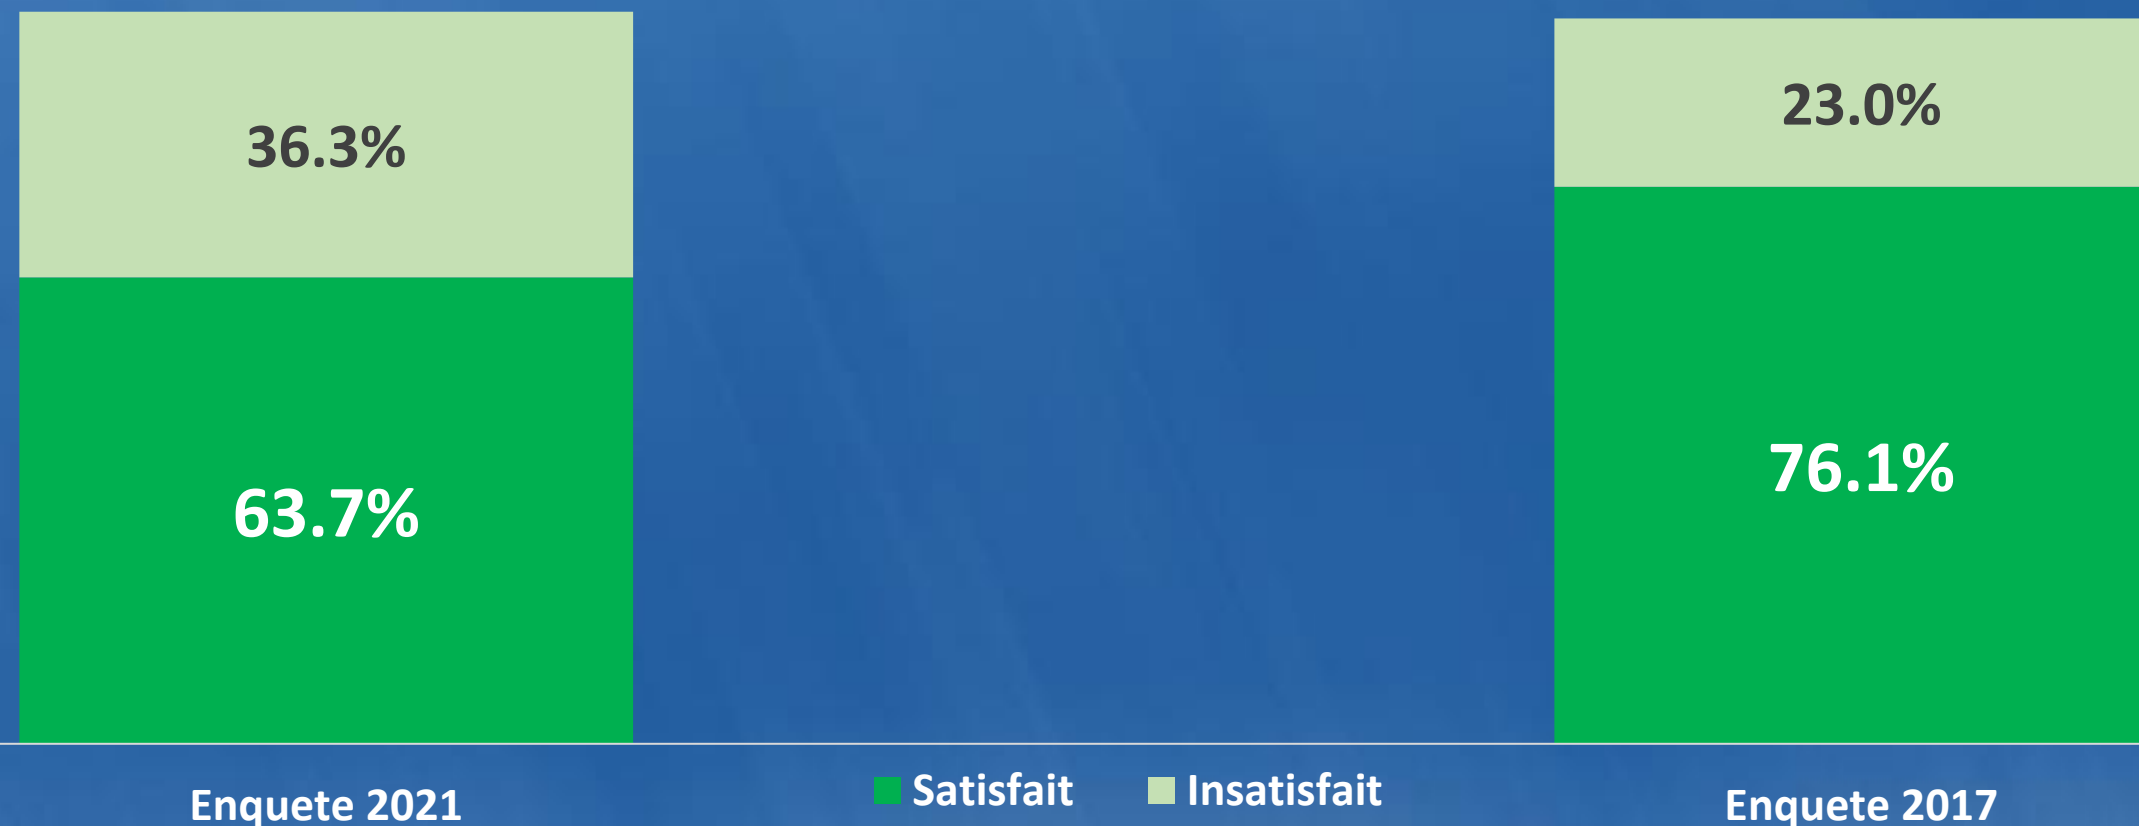 36.3%
63.7%
Enquete 2021
23.0%
76.1%
Enquete 2017
Satisfait
Insatisfait